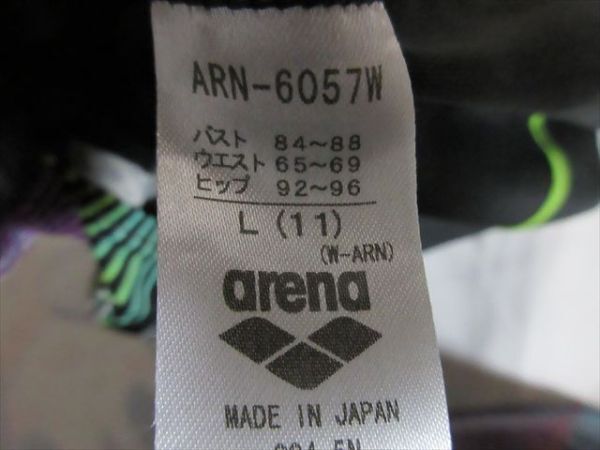 ARN-6057W
バスト 84~88
ウエスト 65~69
ヒップ 92~96
L (11)
(W-ARN)
arena
MADE IN JAPAN